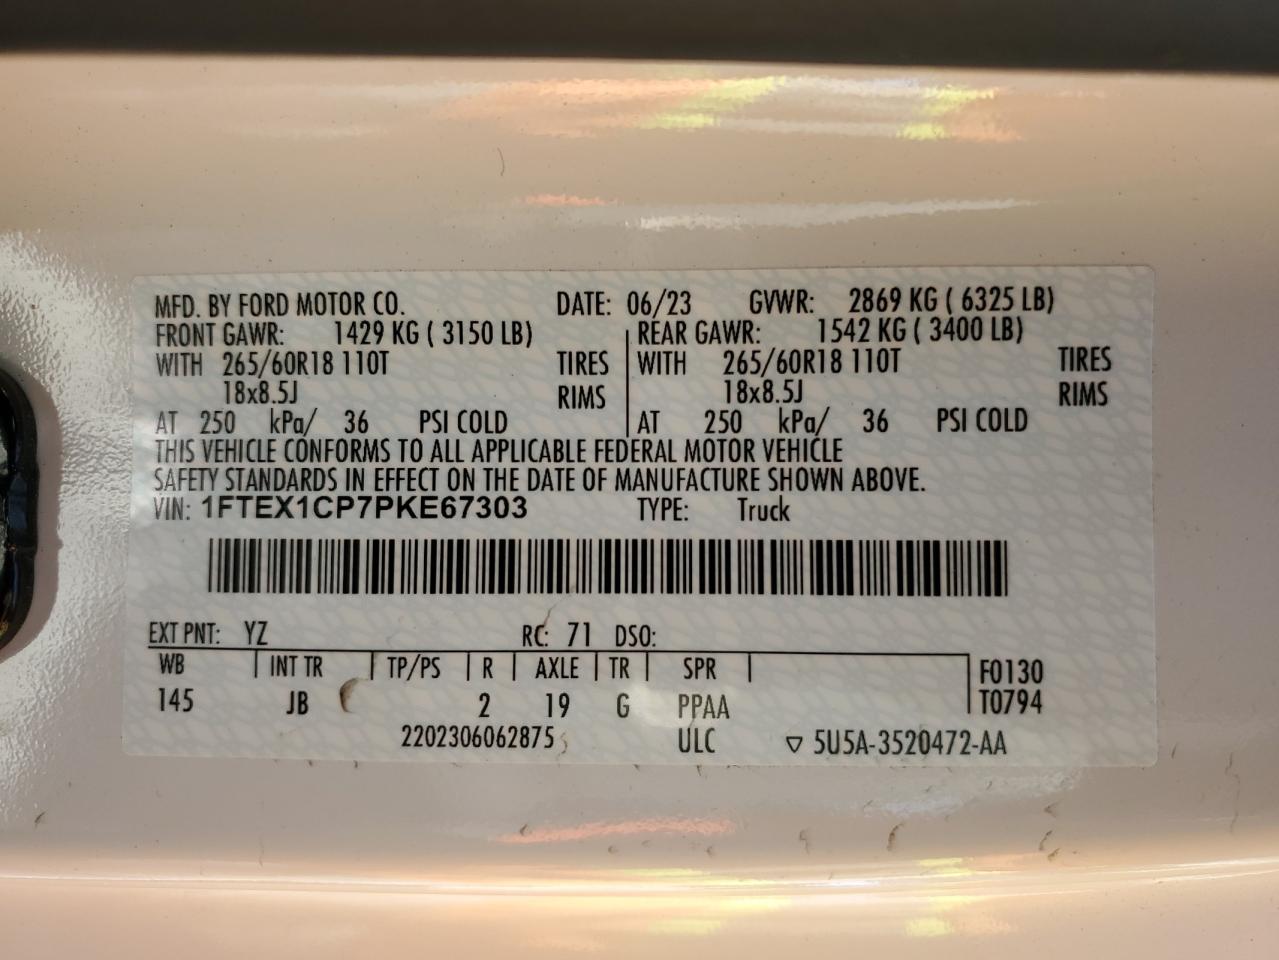 MFD. BY FORD MOTOR CO. DATE: 06/23 GVWR: 2869 KG ( 6325 LB)
FRONT GAWR: 1429 KG ( 3150 LB) REAR GAWR: 1542 KG ( 3400 LB)
WITH 265/60R18 110T TIRES WITH 265/60R18 110T TIRES
18x8.5J RIMS 18x8.5J RIMS
AT 250 kPa/ 36 PSI COLD AT 250 kPa/ 36 PSI COLD
THIS VEHICLE CONFORMS TO ALL APPLICABLE FEDERAL MOTOR VEHICLE
SAFETY STANDARDS IN EFFECT ON THE DATE OF MANUFACTURE SHOWN ABOVE.
VIN: 1FTEX1CP7PKE67303 TYPE: Truck
EXT PNT: YZ RC: 71 DSO:
WB INT TR TP/PS R AXLE TR SPR F0130
145 JB 2 19 G PPAA T0794
2202306062875 ULC ▽ 5U5A-3520472-AA